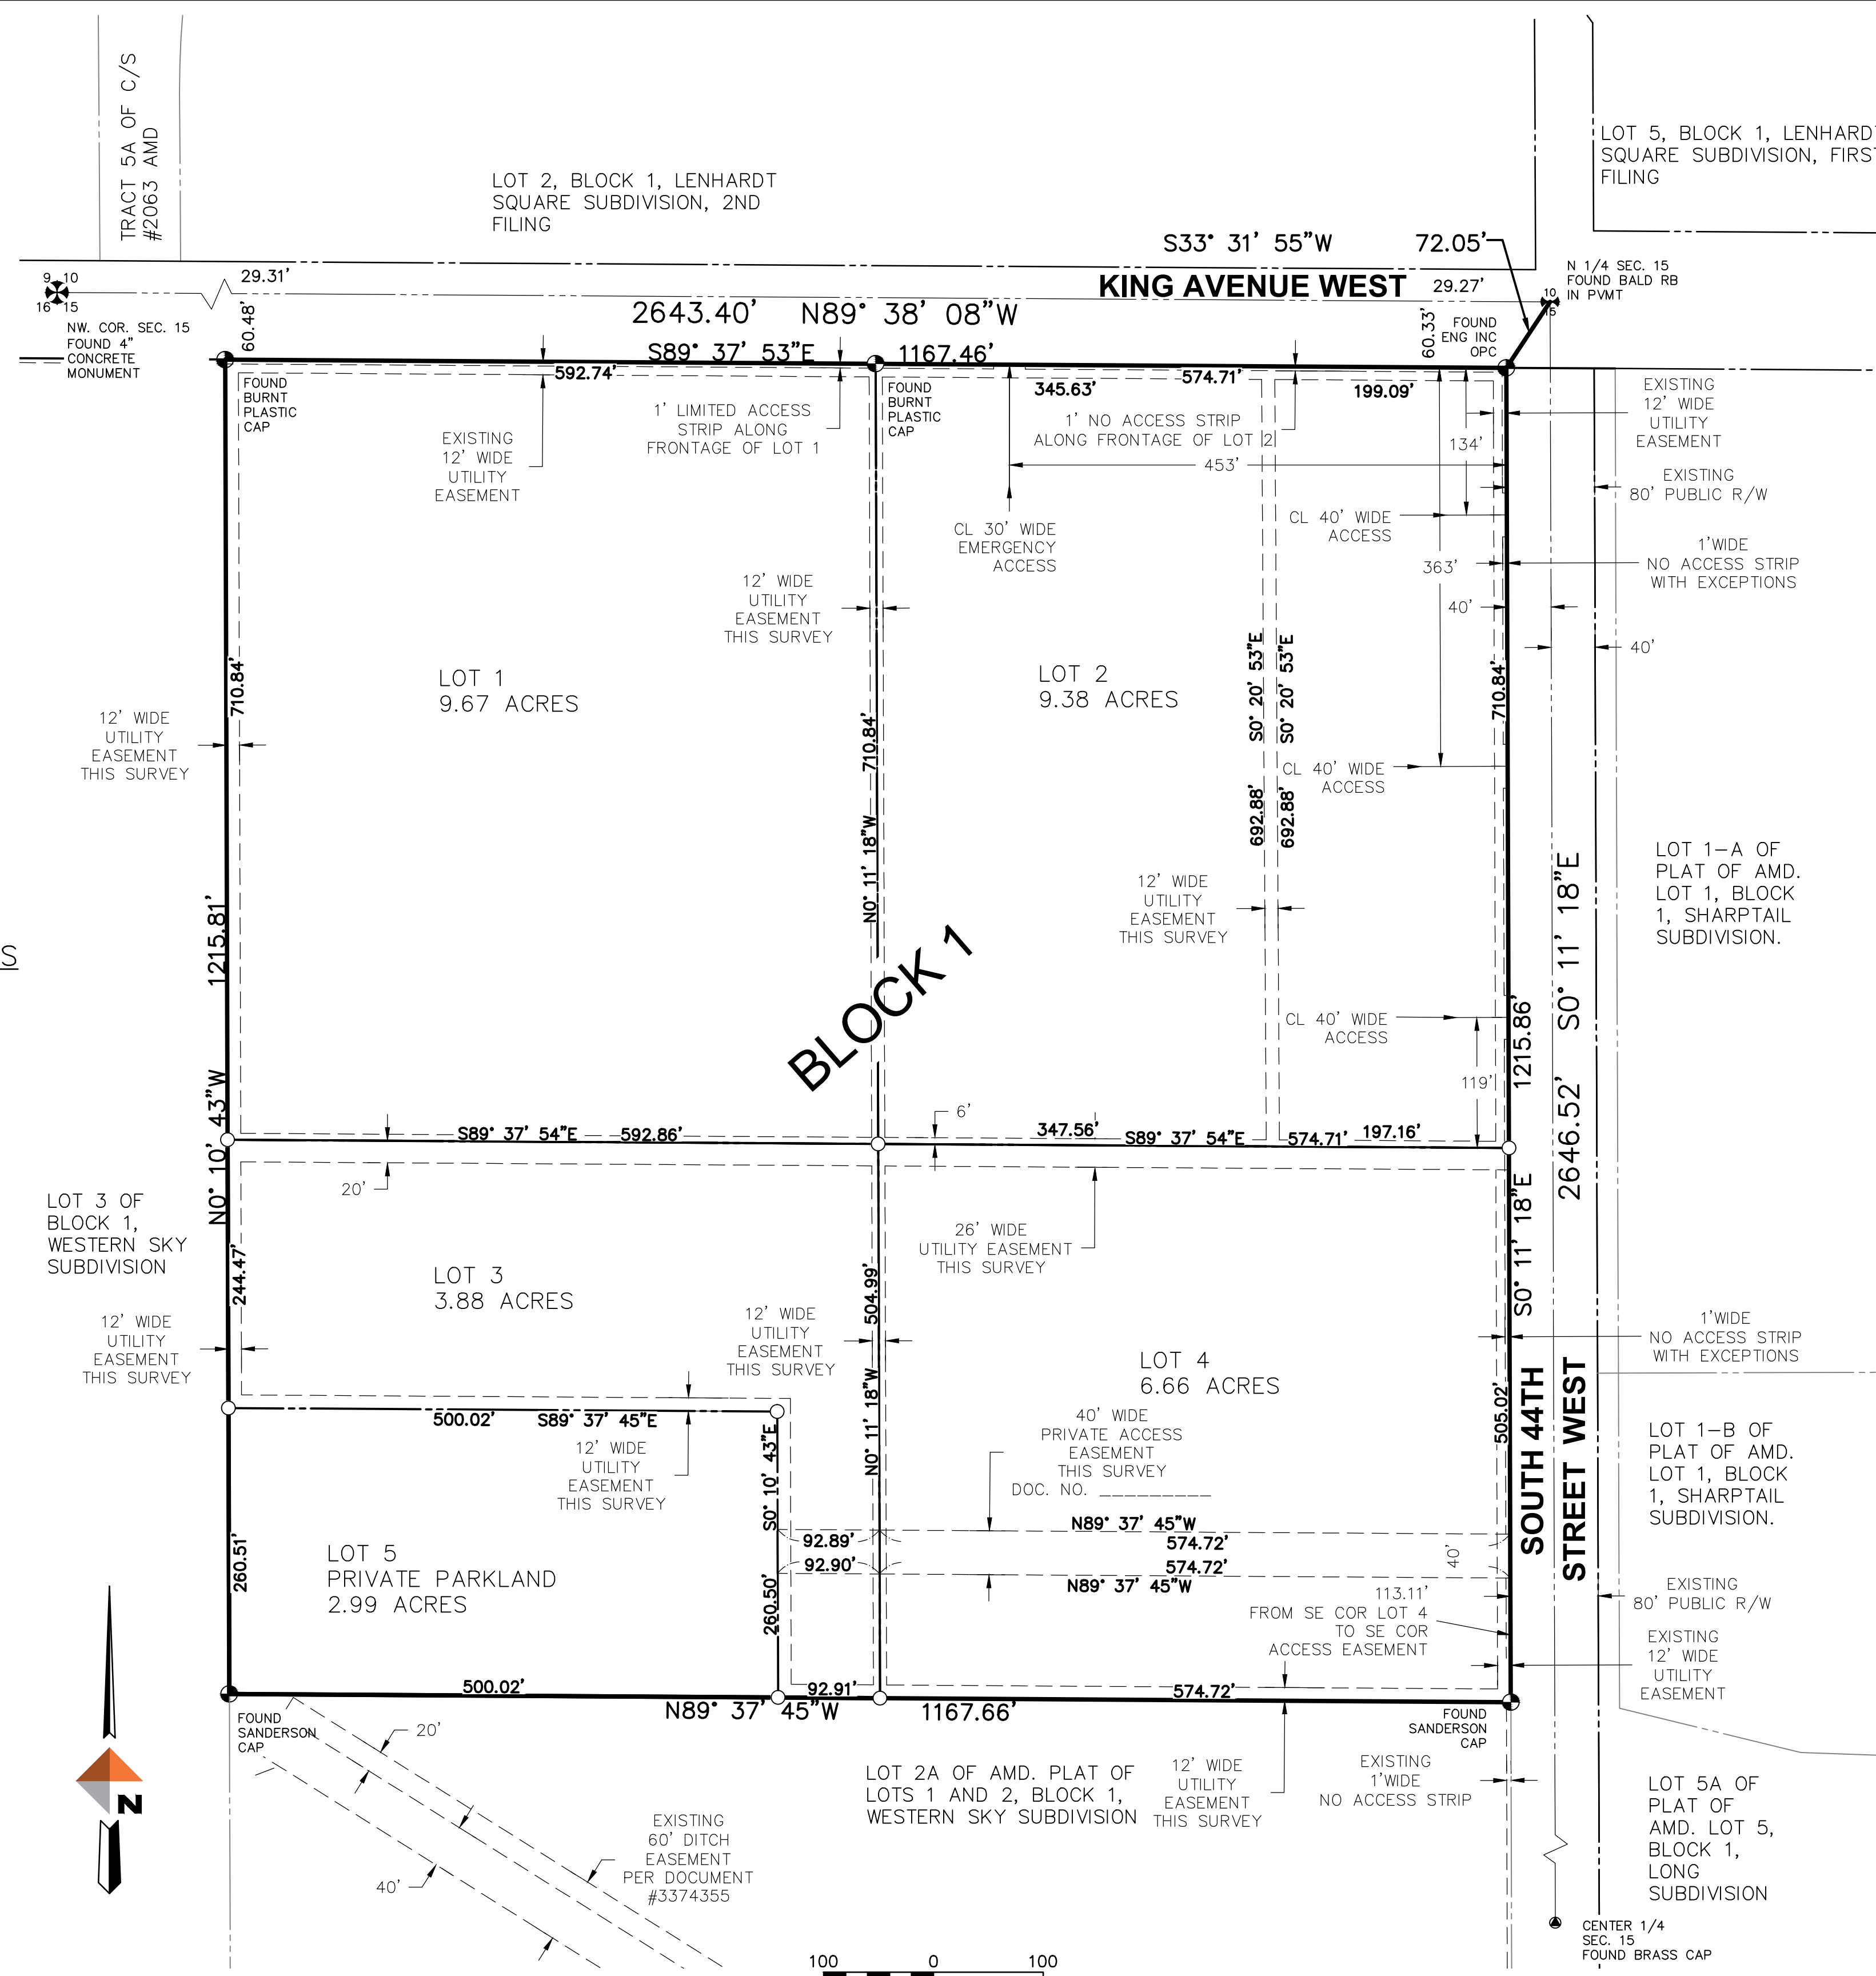 TRACT 5A OF C/S
#2063 AMD
LOT 2, BLOCK 1, LENHARDT
SQUARE SUBDIVISION, 2ND
FILING
LOT 5, BLOCK 1, LENHARD
SQUARE SUBDIVISION, FIRS
FILING
S33° 31' 55"W 72.05'
N 1/4 SEC. 15
FOUND BALD RB
IN PVMT
10
15
9 10
16 15
29.31'
KING AVENUE WEST
29.27'
2643.40' N89° 38' 08"W
NW. COR. SEC. 15
FOUND 4"
CONCRETE
MONUMENT
60.48'
60.33'
FOUND
ENG INC
OPC
S89° 37' 53"E 1167.46'
592.74'
574.71'
345.63'
199.09'
FOUND
BURNT
PLASTIC
CAP
FOUND
BURNT
PLASTIC
CAP
EXISTING
12' WIDE
UTILITY
EASEMENT
1' LIMITED ACCESS
STRIP ALONG
FRONTAGE OF LOT 1
1' NO ACCESS STRIP
ALONG FRONTAGE OF LOT 2
453'
134'
EXISTING
12' WIDE
UTILITY
EASEMENT
EXISTING
80' PUBLIC R/W
CL 30' WIDE
EMERGENCY
ACCESS
CL 40' WIDE
ACCESS
363'
1'WIDE
NO ACCESS STRIP
WITH EXCEPTIONS
40'
40'
12' WIDE
UTILITY
EASEMENT
THIS SURVEY
LOT 1
9.67 ACRES
LOT 2
9.38 ACRES
710.84'
710.84'
N0° 11' 18"W
S0° 20' 53"E
692.88'
S0° 20' 53"E
692.88'
710.84'
12' WIDE
UTILITY
EASEMENT
THIS SURVEY
CL 40' WIDE
ACCESS
12' WIDE
UTILITY
EASEMENT
THIS SURVEY
LOT 1-A OF
PLAT OF AMD.
LOT 1, BLOCK
1, SHARPTAIL
SUBDIVISION.
S
BLOCK 1
1215.81'
N0° 10' 43"W
CL 40' WIDE
ACCESS
119'
1215.86'
S0° 11' 18"E
2646.52' S0° 11' 18"E
6'
S89° 37' 54"E 592.86'
347.56'
S89° 37' 54"E 574.71' 197.16'
20'
LOT 3 OF
BLOCK 1,
WESTERN SKY
SUBDIVISION
26' WIDE
UTILITY EASEMENT
THIS SURVEY
244.47'
504.99'
N0° 11' 18"W
LOT 3
3.88 ACRES
12' WIDE
UTILITY
EASEMENT
THIS SURVEY
12' WIDE
UTILITY
EASEMENT
THIS SURVEY
LOT 4
6.66 ACRES
505.02'
1'WIDE
NO ACCESS STRIP
WITH EXCEPTIONS
SOUTH 44TH
STREET WEST
500.02' S89° 37' 45"E
12' WIDE
UTILITY
EASEMENT
THIS SURVEY
S0° 10' 43"E
260.50'
40' WIDE
PRIVATE ACCESS
EASEMENT
THIS SURVEY
DOC. NO. __________
LOT 1-B OF
PLAT OF AMD.
LOT 1, BLOCK
1, SHARPTAIL
SUBDIVISION.
N89° 37' 45"W
92.89'
574.72'
92.90'
574.72'
N89° 37' 45"W
40'
260.51'
LOT 5
PRIVATE PARKLAND
2.99 ACRES
113.11'
FROM SE COR LOT 4
TO SE COR
ACCESS EASEMENT
EXISTING
80' PUBLIC R/W
EXISTING
12' WIDE
UTILITY
EASEMENT
500.02'
92.91'
574.72'
N89° 37' 45"W 1167.66'
FOUND
SANDERSON
CAP
FOUND
SANDERSON
CAP
20'
40'
EXISTING
60' DITCH
EASEMENT
PER DOCUMENT
#3374355
LOT 2A OF AMD. PLAT OF
LOTS 1 AND 2, BLOCK 1,
WESTERN SKY SUBDIVISION
12' WIDE
UTILITY
EASEMENT
THIS SURVEY
EXISTING
1'WIDE
NO ACCESS STRIP
LOT 5A OF
PLAT OF
AMD. LOT 5,
BLOCK 1,
LONG
SUBDIVISION
CENTER 1/4
SEC. 15
FOUND BRASS CAP
N
100 0 100